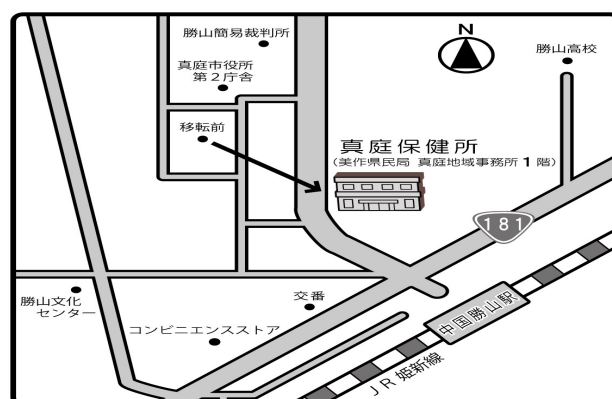 勝山簡易裁判所
N
勝山高校
真庭市役所
第2庁舎
移転前
真庭保健所
(美作県民局 真庭地域事務所1階)
181
勝山文化
センター
交番
コンビニエンスストア
中国勝山駅
JR姫新線